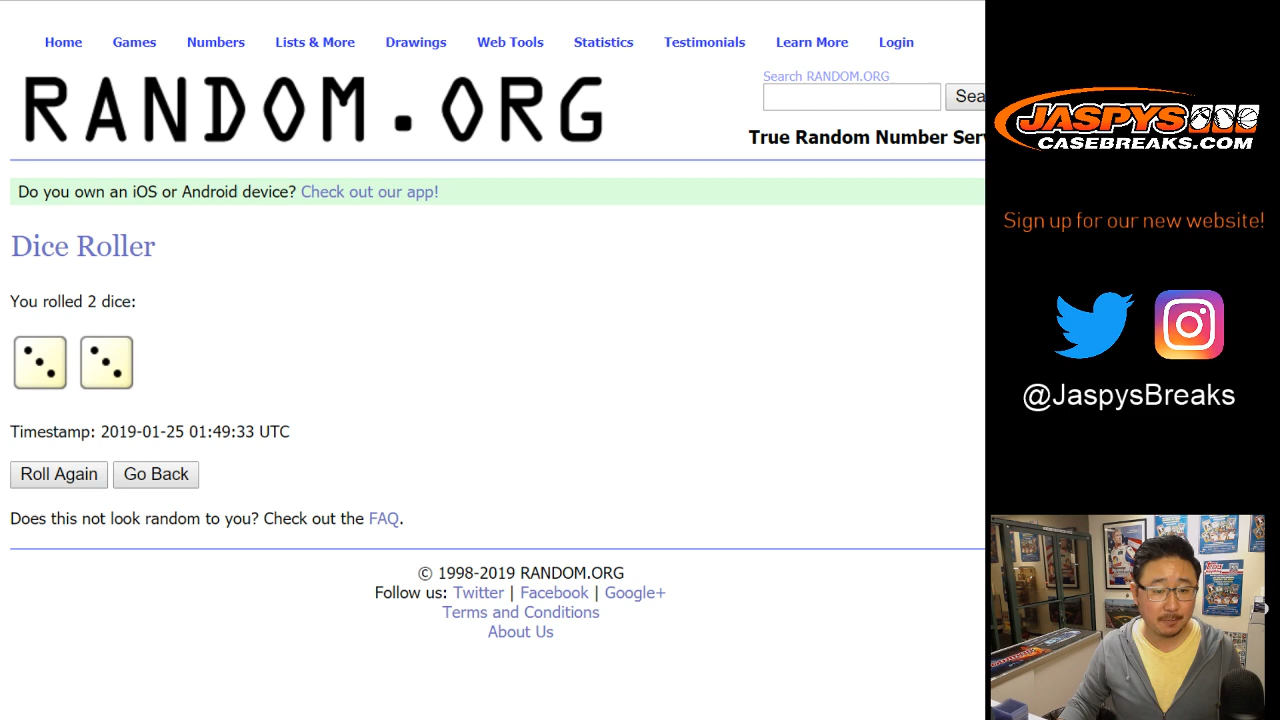 Home Games Numbers Lists & More Drawings Web Tools Statistics Testimonials Learn More Login
RANDOM.ORG
Search RANDOM.ORG
Sea
True Random Number Ser
Do you own an iOS or Android device? Check out our app!
Dice Roller
You rolled 2 dice:
Timestamp: 2019-01-25 01:49:33 UTC
Roll Again Go Back
Does this not look random to you? Check out the FAQ.
© 1998-2019 RANDOM.ORG
Follow us: Twitter | Facebook | Google+
Terms and Conditions
About Us
JASPYS
CASEBREAKS.COM
Sign up for our new website!
@JaspysBreaks